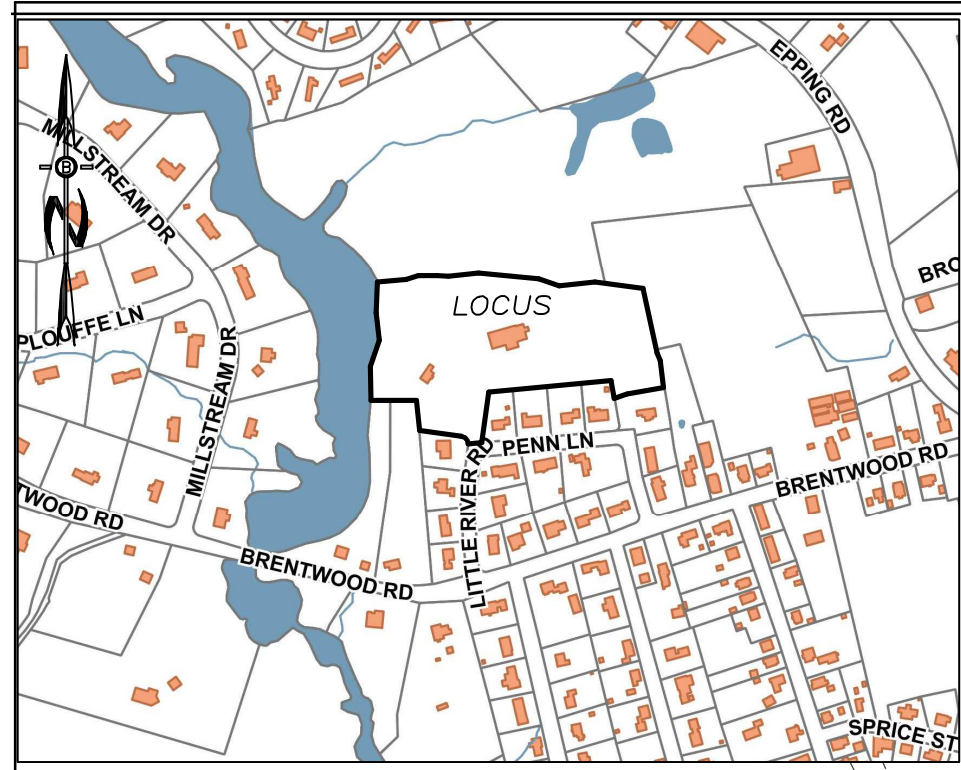 EPPING RD
MILLSTREAM DR
B
N
BRO
LOCUS
PLOUFFE LN
MILLSTREAM DR
PENN LN
LITTLE RIVER RD
BRENTWOOD RD
TWOOD RD
BRENTWOOD RD
SPRICE ST